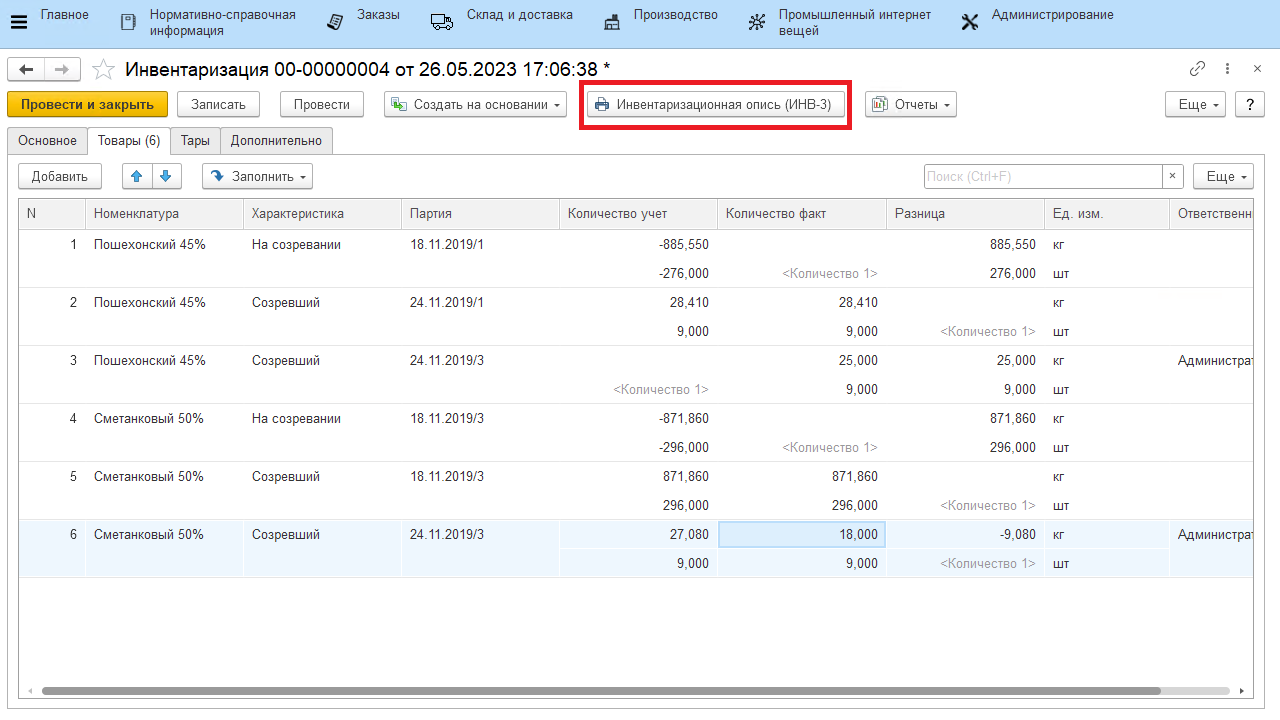 Главное
Нормативно-справочная информация
Заказы
Склад и доставка
Производство
Промышленный интернет вещей
Администрирование
Инвентаризация 00-00000004 от 26.05.2023 17:06:38 *
Провести и закрыть
Записать
Провести
Создать на основании
Инвентаризационная опись (ИНВ-3)
Отчеты
Еще
?
Основное
Товары (6)
Тары
Дополнительно
Добавить
Заполнить
Поиск (Ctrl+F)
×
Еще
N Номенклатура Характеристика Партия Количество учет Количество факт Разница Ед. изм. Ответственн
1 Пошехонский 45% На созревании 18.11.2019/1 -885,550 885,550 кг
-276,000 <Количество 1> 276,000 шт
2 Пошехонский 45% Созревший 24.11.2019/1 28,410 28,410 кг
9,000 9,000 <Количество 1> шт
3 Пошехонский 45% Созревший 24.11.2019/3 25,000 25,000 кг Администрат
<Количество 1> 9,000 9,000 шт
4 Сметанковый 50% На созревании 18.11.2019/3 -871,860 871,860 кг
-296,000 <Количество 1> 296,000 шт
5 Сметанковый 50% Созревший 18.11.2019/3 871,860 871,860 кг
296,000 296,000 <Количество 1> шт
6 Сметанковый 50% Созревший 24.11.2019/3 27,080 18,000 -9,080 кг Администрат
9,000 9,000 <Количество 1> шт